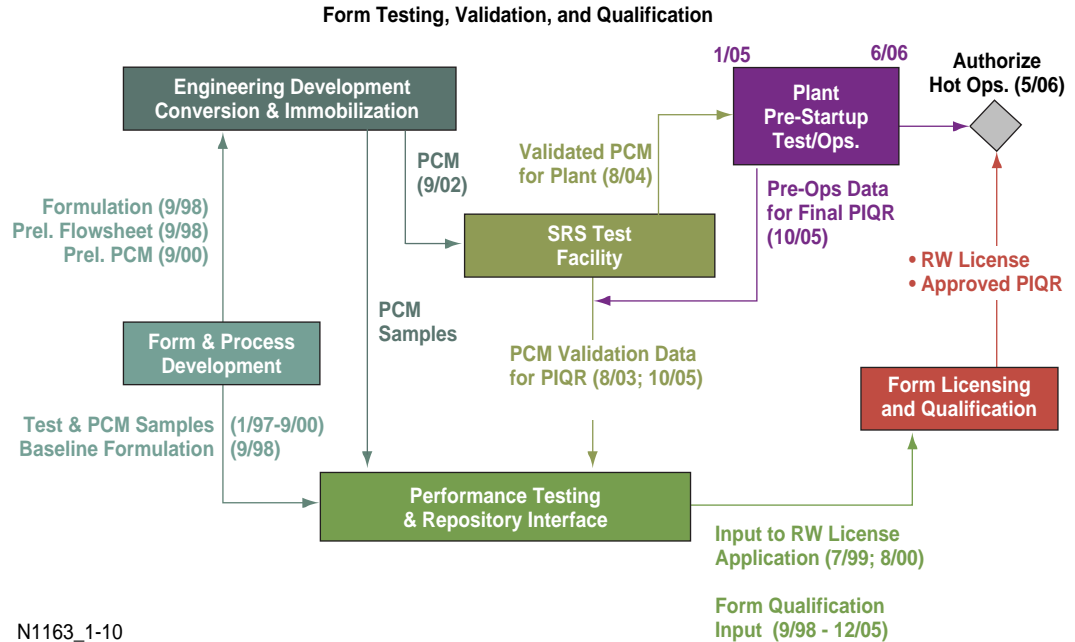 Form Testing, Validation, and Qualification
Engineering Development
Conversion & Immobilization
1/05
6/06
Plant
Pre-Startup
Test/Ops.
Authorize
Hot Ops. (5/06)
PCM
(9/02)
Validated PCM
for Plant (8/04)
Formulation (9/98)
Prel. Flowsheet (9/98)
Prel. PCM (9/00)
SRS Test
Facility
Pre-Ops Data
for Final PIQR
(10/05)
• RW License
• Approved PIQR
PCM
Samples
Form & Process
Development
PCM Validation Data
for PIQR (8/03; 10/05)
Form Licensing
and Qualification
Test & PCM Samples (1/97-9/00)
Baseline Formulation (9/98)
Performance Testing
& Repository Interface
Input to RW License
Application (7/99; 8/00)
Form Qualification
Input (9/98 - 12/05)
N1163_1-10